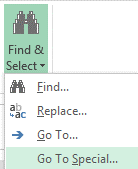 Find &
Select
Find...
Replace...
Go To...
Go To Special...